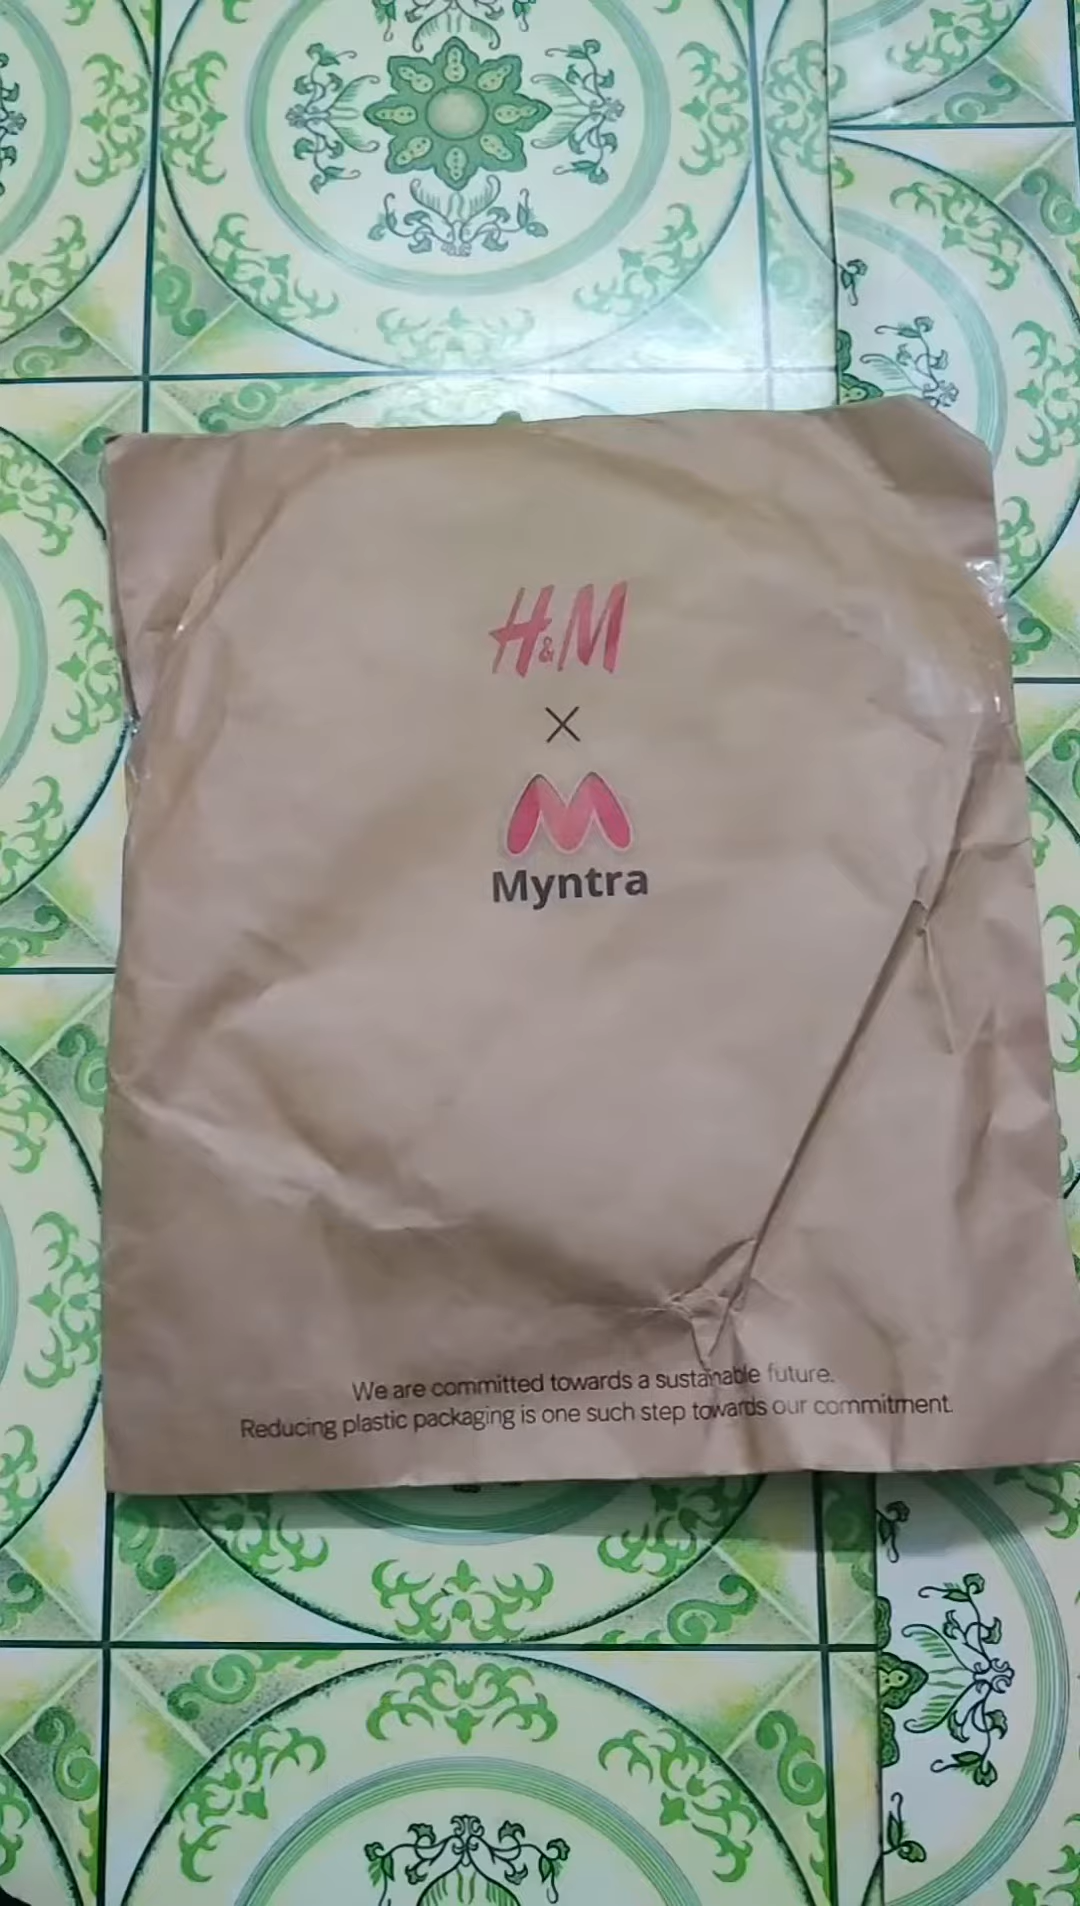 H&M
×
Myntra
We are committed towards a sustainable future.
Reducing plastic packaging is one such step towards our commitment.